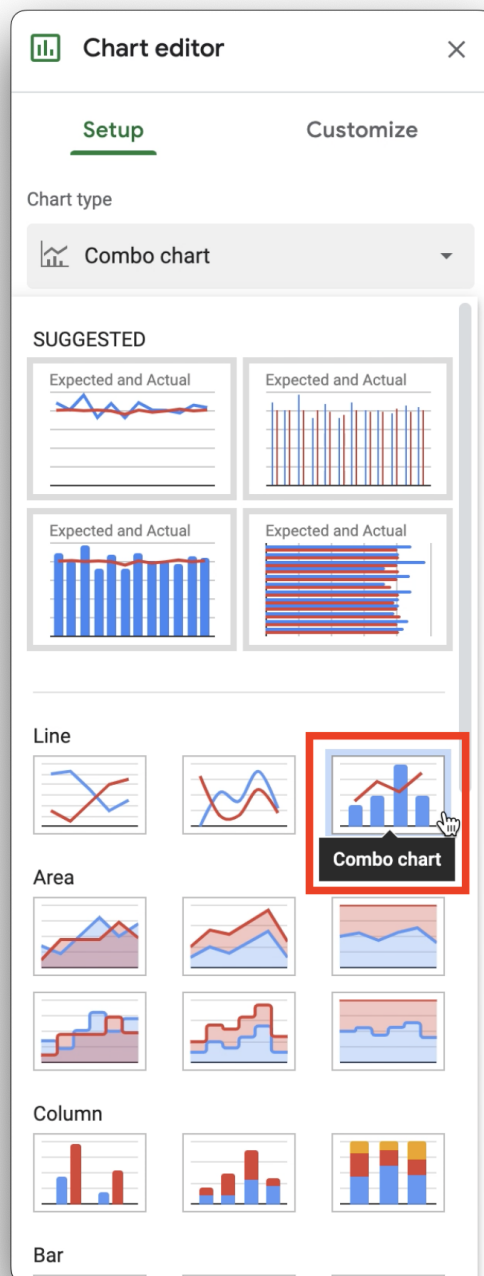 Chart editor
Setup Customize
Chart type
Combo chart
SUGGESTED
Expected and Actual Expected and Actual
Expected and Actual Expected and Actual
Line
Combo chart
Area
Column
Bar